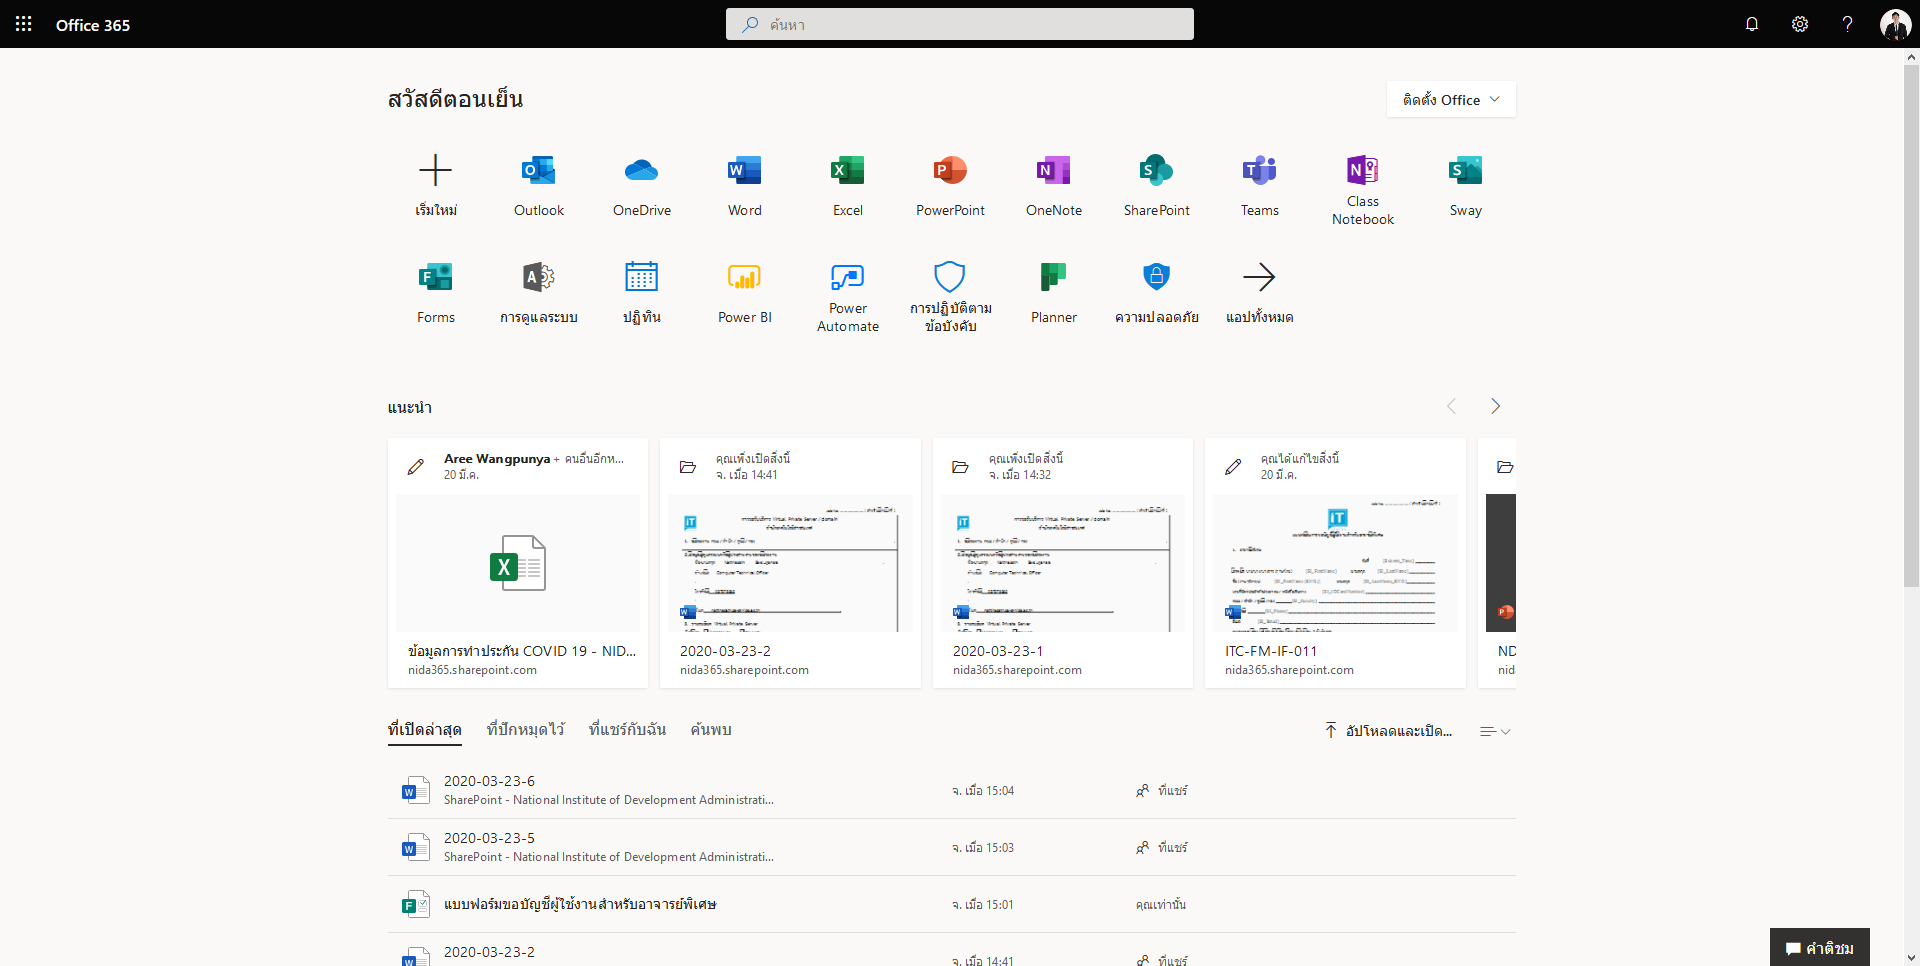 Office 365
ค้นหา
สวัสดีตอนเย็น
ติดตั้ง Office
เริ่มใหม่
Outlook
OneDrive
Word
Excel
PowerPoint
OneNote
SharePoint
Teams
Class Notebook
Sway
Forms
การดูแลระบบ
ปฏิทิน
Power BI
Power Automate
การปฏิบัติตามข้อบังคับ
Planner
ความปลอดภัย
แอปทั้งหมด
แนะนำ
Aree Wangpunya + คนอื่นอีกห...
20 มี.ค.
ข้อมูลการทำประกัน COVID 19 - NID...
nida365.sharepoint.com
คุณเพิ่งเปิดสิ่งนี้
จ. เมื่อ 14:41
2020-03-23-2
nida365.sharepoint.com
คุณเพิ่งเปิดสิ่งนี้
จ. เมื่อ 14:32
2020-03-23-1
nida365.sharepoint.com
คุณได้แก้ไขสิ่งนี้
20 มี.ค.
ITC-FM-IF-011
nida365.sharepoint.com
ND
nida
ที่เปิดล่าสุด ที่ปักหมุดไว้ ที่แชร์กับฉัน ค้นพบ
อัปโหลดและเปิด...
2020-03-23-6
SharePoint - National Institute of Development Administrati...
จ. เมื่อ 15:04
ที่แชร์
2020-03-23-5
SharePoint - National Institute of Development Administrati...
จ. เมื่อ 15:03
ที่แชร์
แบบฟอร์มขอบัญชีผู้ใช้งานสำหรับอาจารย์พิเศษ
จ. เมื่อ 15:01
คุณเท่านั้น
2020-03-23-2
จ. เมื่อ 14:41
ที่แชร์
คำติชม